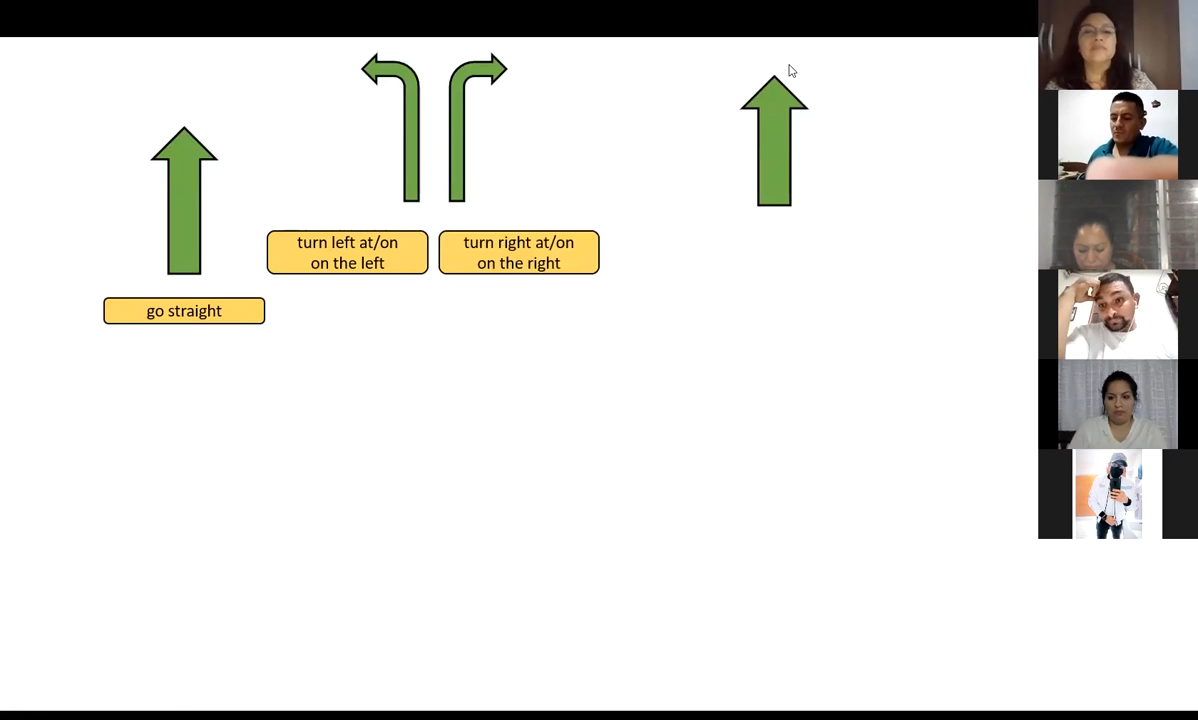 turn left at/on
on the left
turn right at/on
on the right
go straight